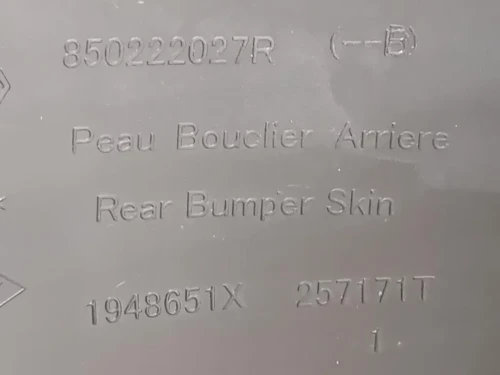 850222027R (--B)
Peau Bouclier Arriere
Rear Bumper Skin
1948651X 257171T
1